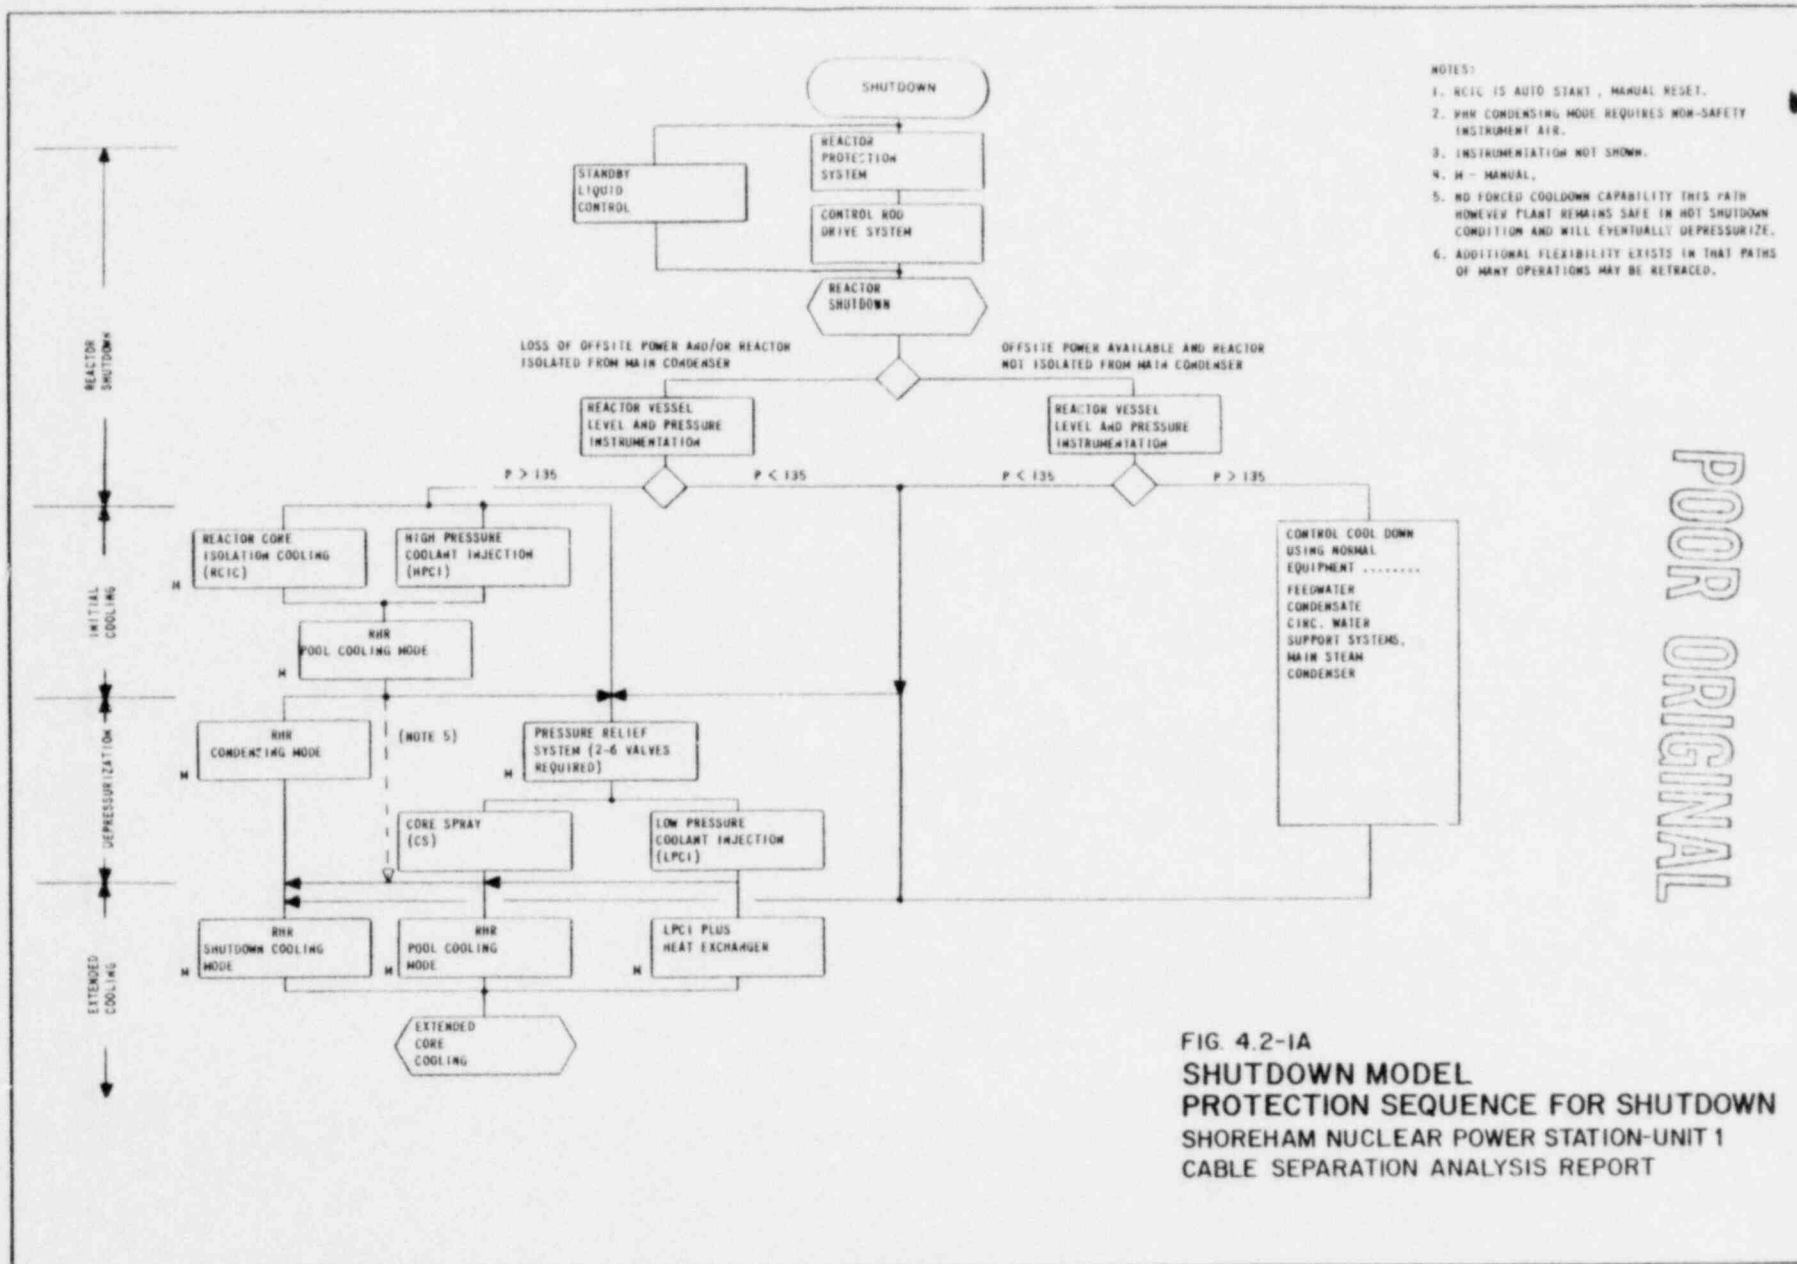 SHUTDOWN
NOTES:
1. RCIC IS AUTO START , MANUAL RESET.
2. RHR CONDENSING MODE REQUIRES NON-SAFETY
INSTRUMENT AIR.
3. INSTRUMENTATION NOT SHOWN.
4. M - MANUAL.
5. NO FORCED COOLDOWN CAPABILITY THIS PATH
HOWEVER PLANT REMAINS SAFE IN HOT SHUTDOWN
CONDITION AND WILL EVENTUALLY DEPRESSURIZE.
6. ADDITIONAL FLEXIBILITY EXISTS IN THAT PATHS
OF MANY OPERATIONS MAY BE RETRACED.
REACTOR
PROTECTION
SYSTEM
STANDBY
LIQUID
CONTROL
CONTROL ROD
DRIVE SYSTEM
REACTOR
SHUTDOWN
REACTOR
SHUTDOWN
LOSS OF OFFSITE POWER AND/OR REACTOR
ISOLATED FROM MAIN CONDENSER
OFFSITE POWER AVAILABLE AND REACTOR
NOT ISOLATED FROM MAIN CONDENSER
REACTOR VESSEL
LEVEL AND PRESSURE
INSTRUMENTATION
REACTOR VESSEL
LEVEL AND PRESSURE
INSTRUMENTATION
P > 135
P < 135
P < 135
P > 135
INITIAL
COOLING
REACTOR CORE
ISOLATION COOLING
(RCIC)
M
HIGH PRESSURE
COOLANT INJECTION
(HPCI)
CONTROL COOL DOWN
USING NORMAL
EQUIPMENT ........
FEEDWATER
CONDENSATE
CIRC. WATER
SUPPORT SYSTEMS,
MAIN STEAM
CONDENSER
RHR
POOL COOLING MODE
M
DEPRESSURIZATION
RHR
CONDENSING MODE
M
(NOTE 5)
PRESSURE RELIEF
SYSTEM (2-6 VALVES
REQUIRED)
M
CORE SPRAY
(CS)
LOW PRESSURE
COOLANT INJECTION
(LPCI)
EXTENDED
COOLING
RHR
SHUTDOWN COOLING
MODE
M
RHR
POOL COOLING
MODE
M
LPCI PLUS
HEAT EXCHANGER
M
EXTENDED
CORE
COOLING
POOR ORIGINAL
FIG. 4.2-1A
SHUTDOWN MODEL
PROTECTION SEQUENCE FOR SHUTDOWN
SHOREHAM NUCLEAR POWER STATION-UNIT 1
CABLE SEPARATION ANALYSIS REPORT